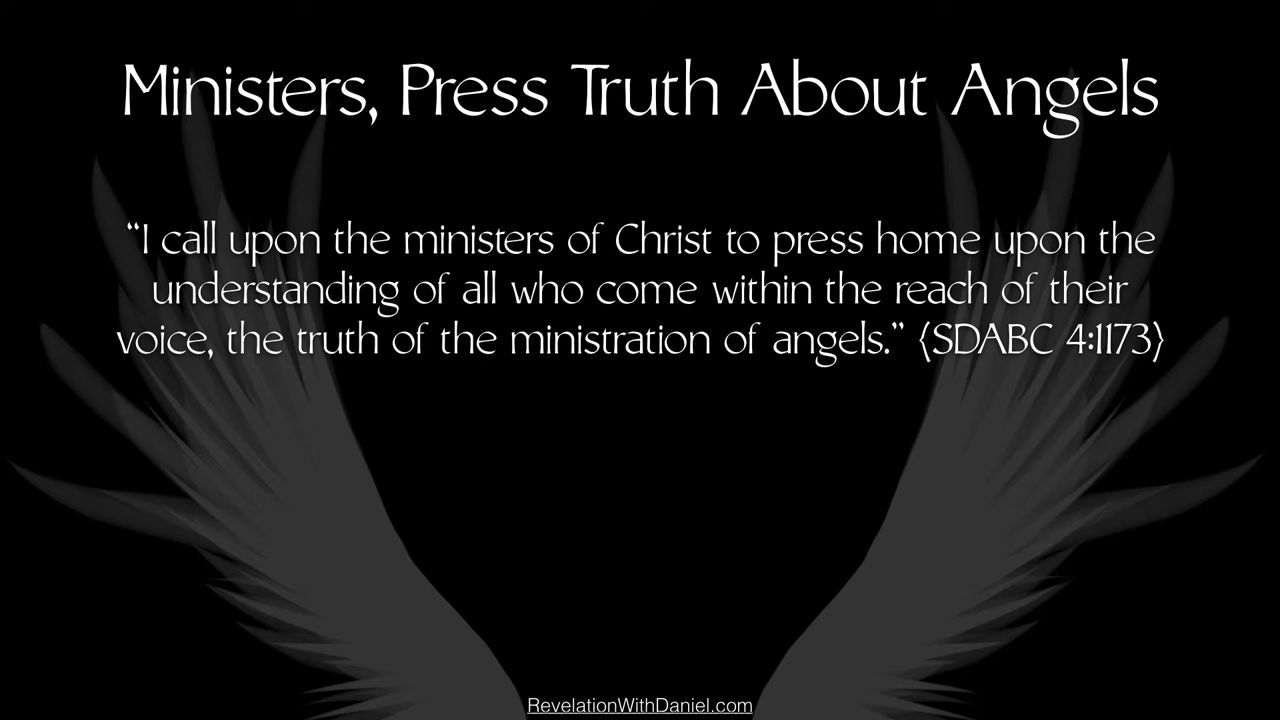 Ministers, Press Truth About Angels
“I call upon the ministers of Christ to press home upon the
understanding of all who come within the reach of their
voice, the truth of the ministration of angels.” {SDABC 4:1173}
RevelationWithDaniel.com